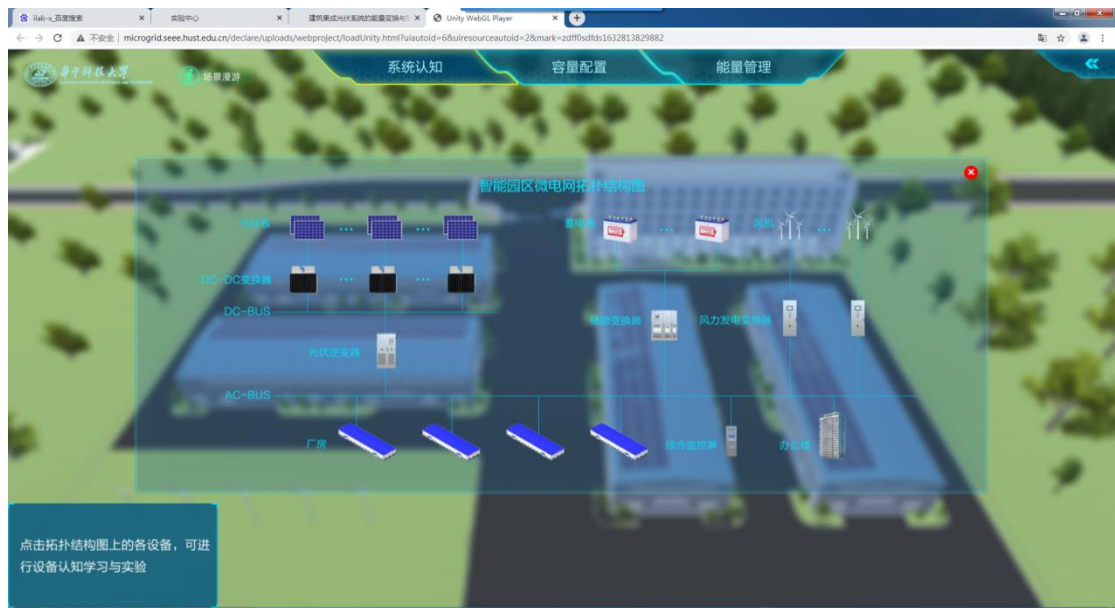 ilab-x_百度搜索
实验中心
建筑集成光伏系统的能量变换与
Unity WebGL Player
不安全 | microgrid.seee.hust.edu.cn/declare/uploads/webproject/loadUnity.html?uiautoid=6&uiresourceautoid=2&mark=zdff0sdfds1632813829882
华中科技大学
场景漫游
系统认知
容量配置
能量管理
智能园区微电网拓扑结构图
光伏板
蓄电池
风机
DC-DC变换器
DC-BUS
储能变换器
风力发电变换器
光伏逆变器
AC-BUS
厂房
综合监控屏
办公楼
点击拓扑结构图上的各设备，可进
行设备认知学习与实验